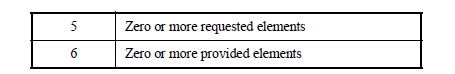 5 Zero or more requested elements
6 Zero or more provided elements